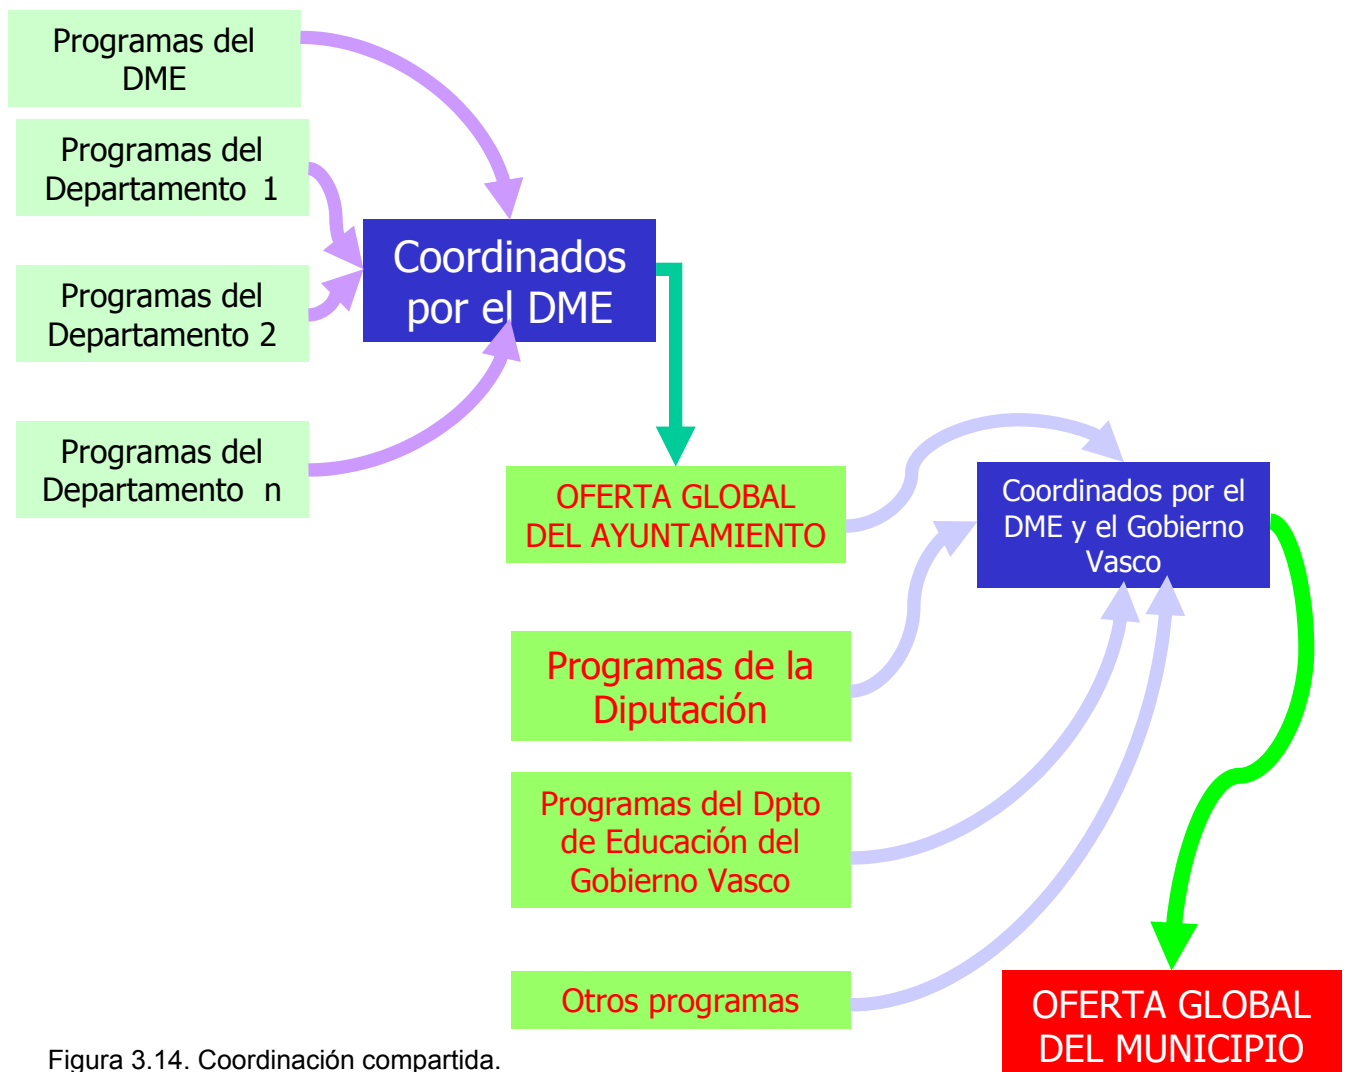 Programas del
DME
Programas del
Departamento 1
Programas del
Departamento 2
Programas del
Departamento n
Coordinados
por el DME
OFERTA GLOBAL
DEL AYUNTAMIENTO
Programas de la
Diputación
Programas del Dpto
de Educación del
Gobierno Vasco
Otros programas
Coordinados por el
DME y el Gobierno
Vasco
OFERTA GLOBAL
DEL MUNICIPIO
Figura 3.14. Coordinación compartida.